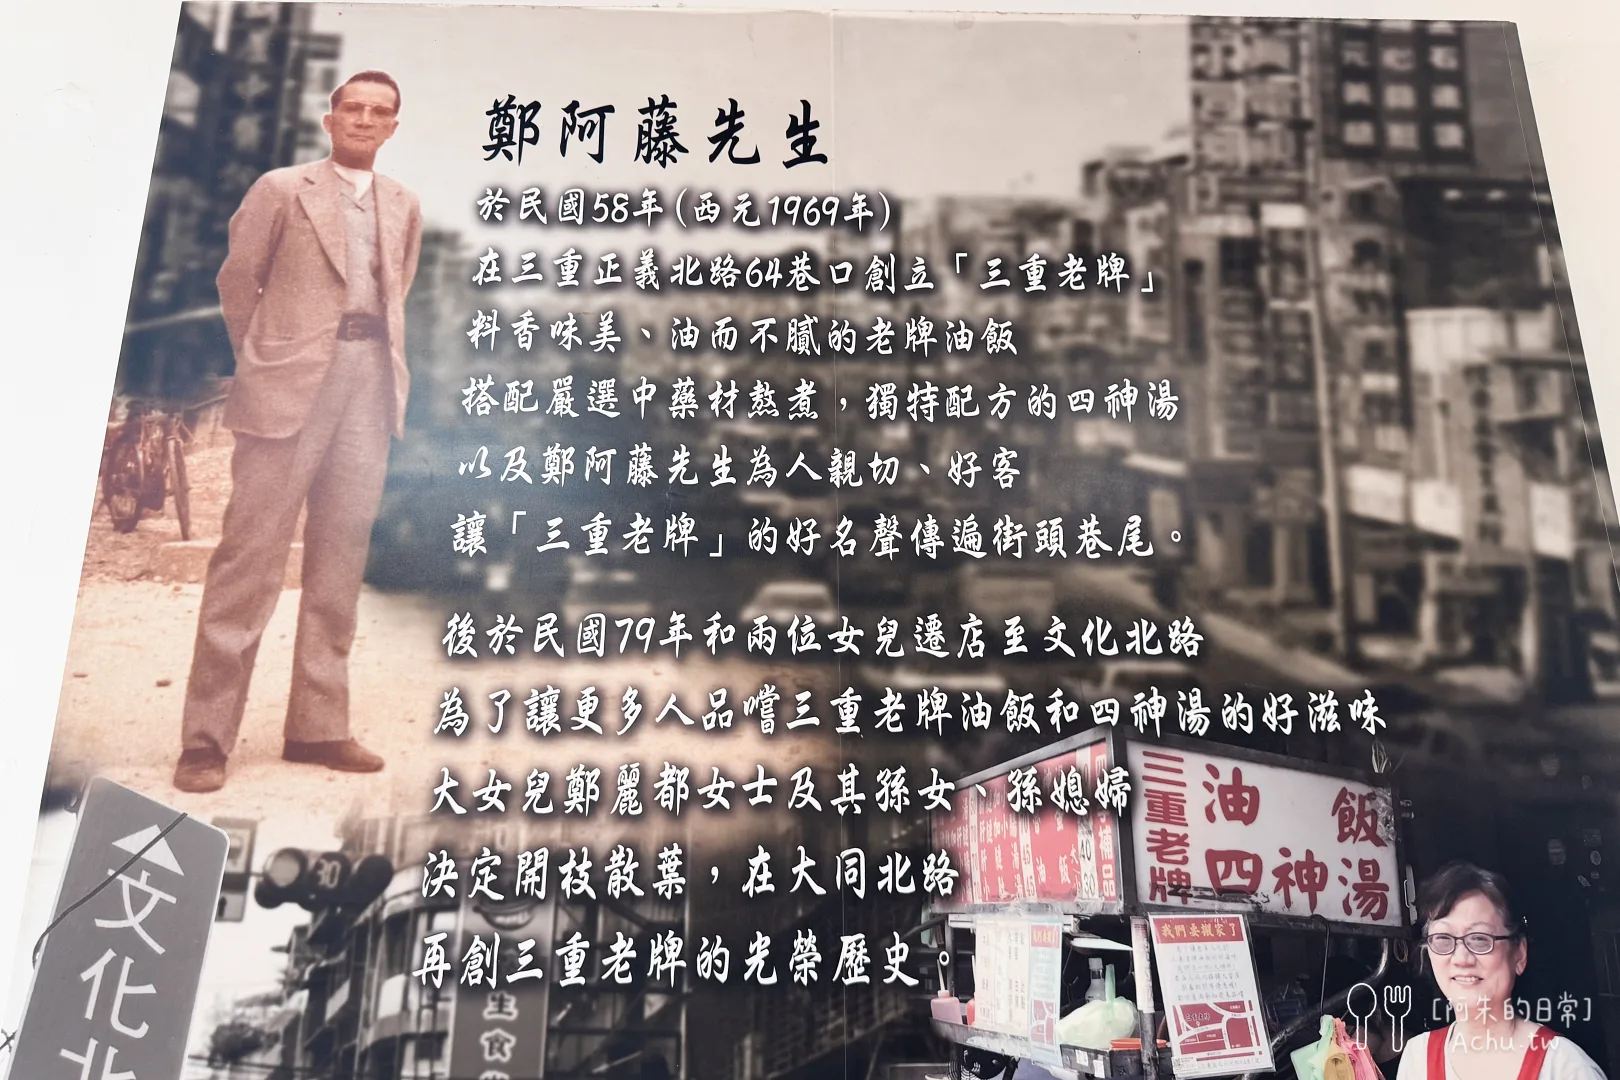 鄭阿藤先生
於民國58年(西元1969年)
在三重正義北路64巷口創立「三重老牌」
料香味美、油而不膩的老牌油飯
搭配嚴選中藥材熬煮，獨特配方的四神湯
以及鄭阿藤先生為人親切、好客
讓「三重老牌」的好名聲傳遍街頭巷尾。
後於民國79年和兩位女兒遷店至文化北路
為了讓更多人品嚐三重老牌油飯和四神湯的好滋味
大女兒鄭麗都女士及其孫女、孫媳婦
決定開枝散葉，在大同北路
再創三重老牌的光榮歷史。
文化北
30
生食
三重老牌
油飯
四神湯
我們要搬家了
[阿朱的日常]
Achu.tw